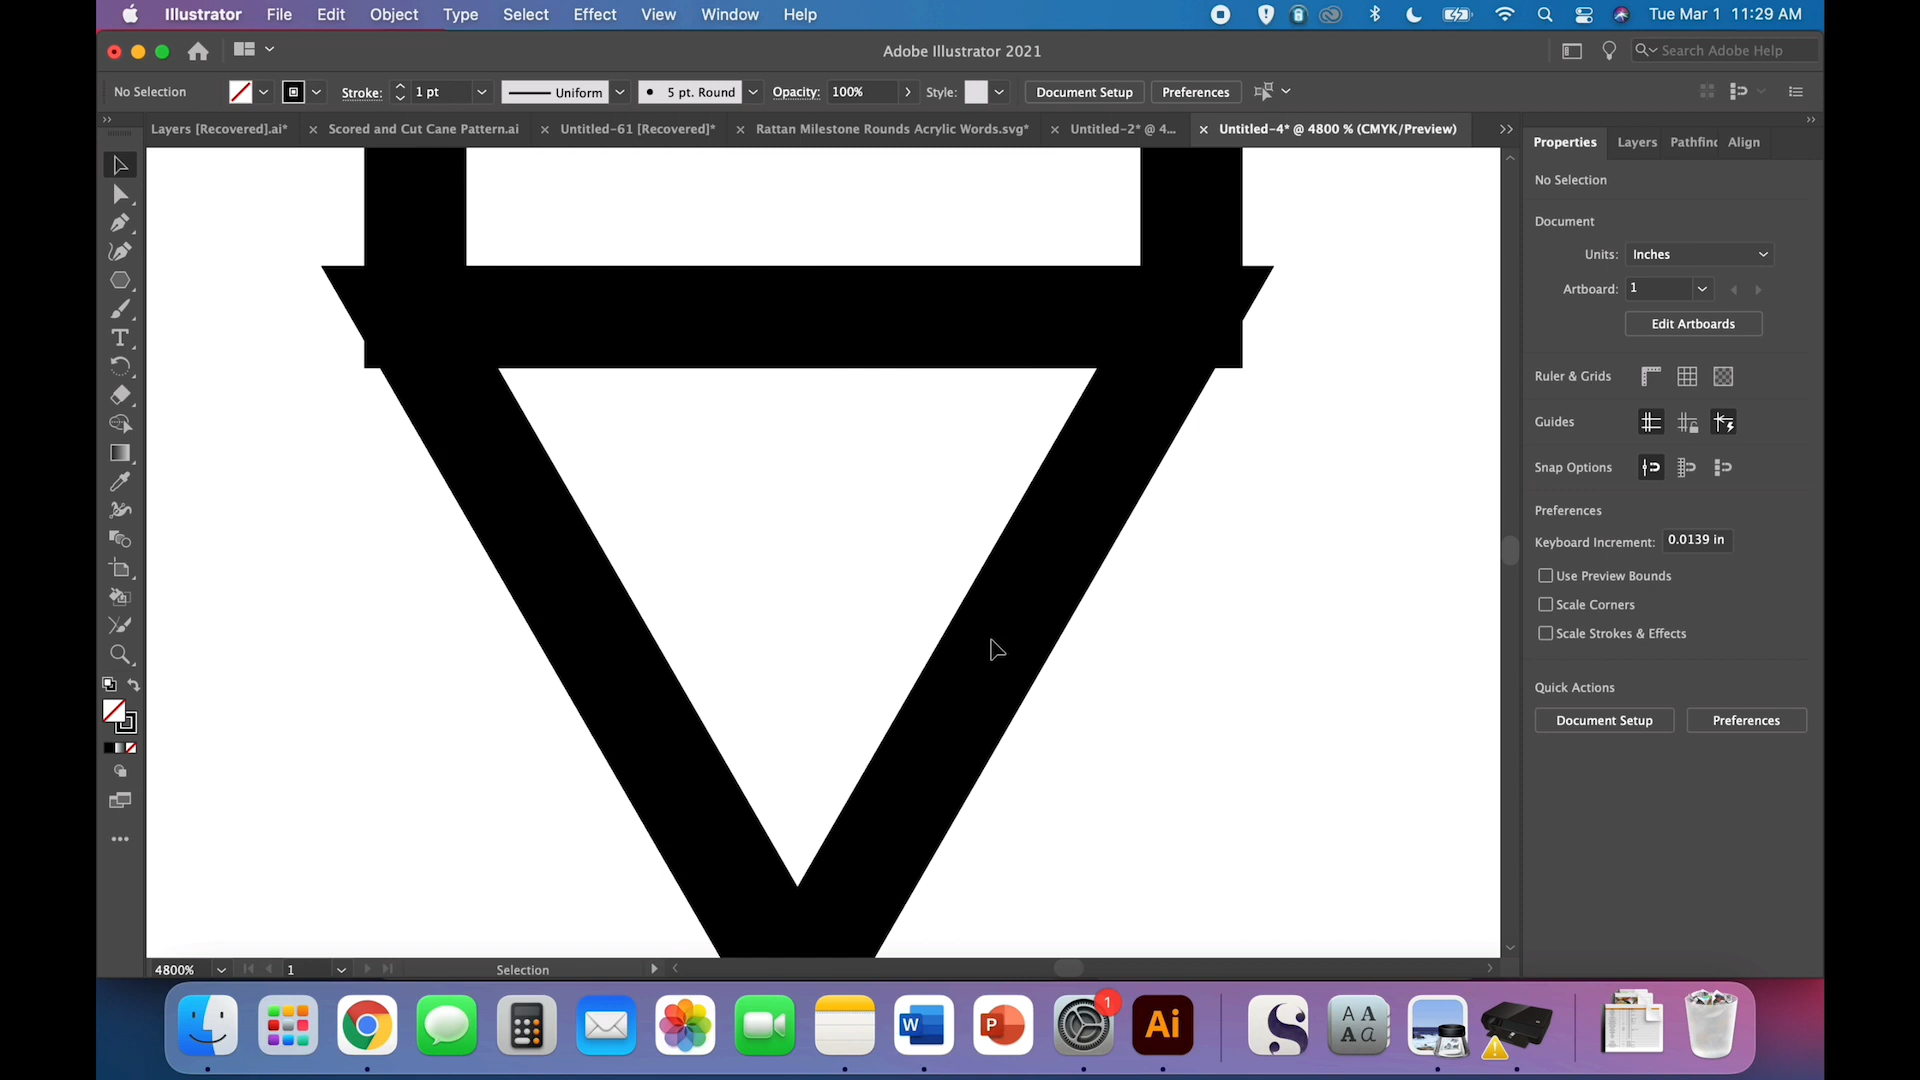 Illustrator File Edit Object Type Select Effect View Window Help Tue Mar 1 11:29 AM
Adobe Illustrator 2021 Search Adobe Help
No Selection Stroke: 1 pt Uniform 5 pt. Round Opacity: 100% Style: Document Setup Preferences
Layers [Recovered].ai* Scored and Cut Cane Pattern.ai Untitled-61 [Recovered]* Rattan Milestone Rounds Acrylic Words.svg* Untitled-2* @ 4... Untitled-4* @ 4800 % (CMYK/Preview)
Properties Layers Pathfinc Align
No Selection
Document
Units: Inches
Artboard: 1
Edit Artboards
Ruler & Grids
Guides
Snap Options
Preferences
Keyboard Increment: 0.0139 in
Use Preview Bounds
Scale Corners
Scale Strokes & Effects
Quick Actions
Document Setup Preferences
4800% 1 Selection
1
W P Ai S A A
A a